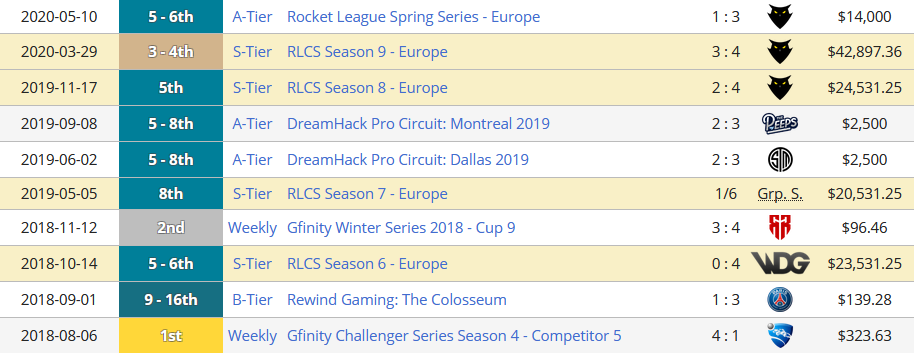 2020-05-10 5 - 6th A-Tier Rocket League Spring Series - Europe 1 : 3 $14,000
2020-03-29 3 - 4th S-Tier RLCS Season 9 - Europe 3 : 4 $42,897.36
2019-11-17 5th S-Tier RLCS Season 8 - Europe 2 : 4 $24,531.25
2019-09-08 5 - 8th A-Tier DreamHack Pro Circuit: Montreal 2019 2 : 3 PEEPS $2,500
2019-06-02 5 - 8th A-Tier DreamHack Pro Circuit: Dallas 2019 2 : 3 TSM $2,500
2019-05-05 8th S-Tier RLCS Season 7 - Europe 1/6 Grp. S. $20,531.25
2018-11-12 2nd Weekly Gfinity Winter Series 2018 - Cup 9 3 : 4 $96.46
2018-10-14 5 - 6th S-Tier RLCS Season 6 - Europe 0 : 4 WDG $23,531.25
2018-09-01 9 - 16th B-Tier Rewind Gaming: The Colosseum 1 : 3 $139.28
2018-08-06 1st Weekly Gfinity Challenger Series Season 4 - Competitor 5 4 : 1 $323.63